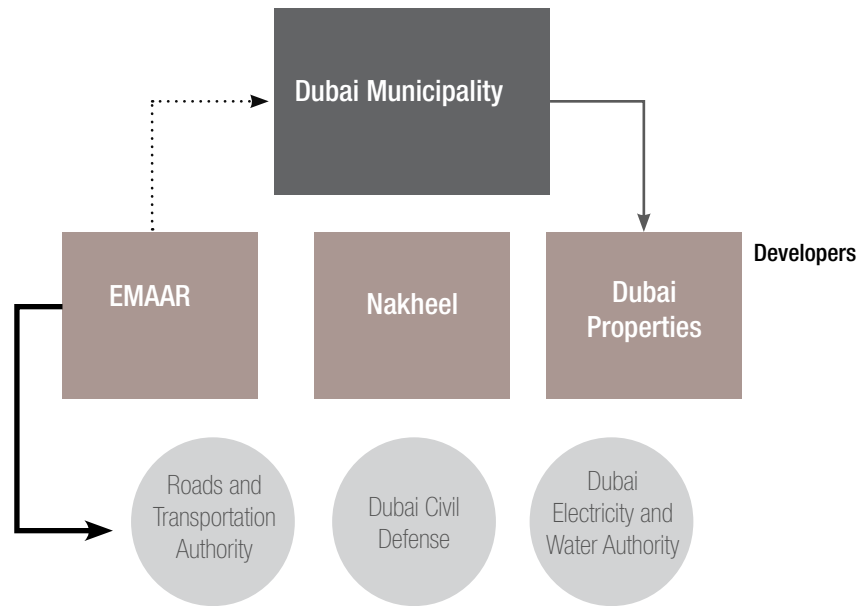 Dubai Municipality
EMAAR
Nakheel
Dubai
Properties
Developers
Roads and
Transportation
Authority
Dubai Civil
Defense
Dubai
Electricity and
Water Authority